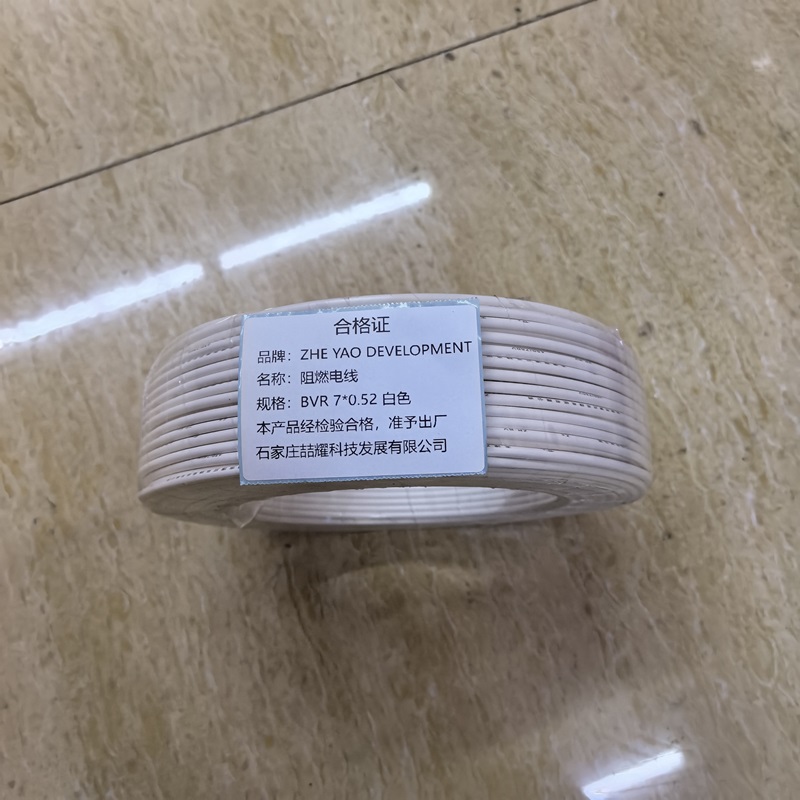 合格证
品牌：ZHE YAO DEVELOPMENT
名称：阻燃电线
规格：BVR 7*0.52 白色
本产品经检验合格，准予出厂
石家庄喆耀科技发展有限公司